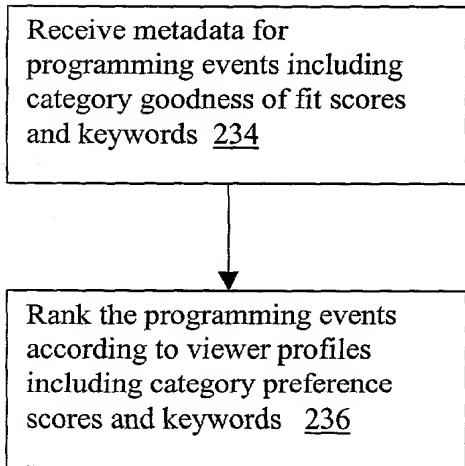 Receive metadata for
programming events including
category goodness of fit scores
and keywords 234
Rank the programming events
according to viewer profiles
including category preference
scores and keywords 236